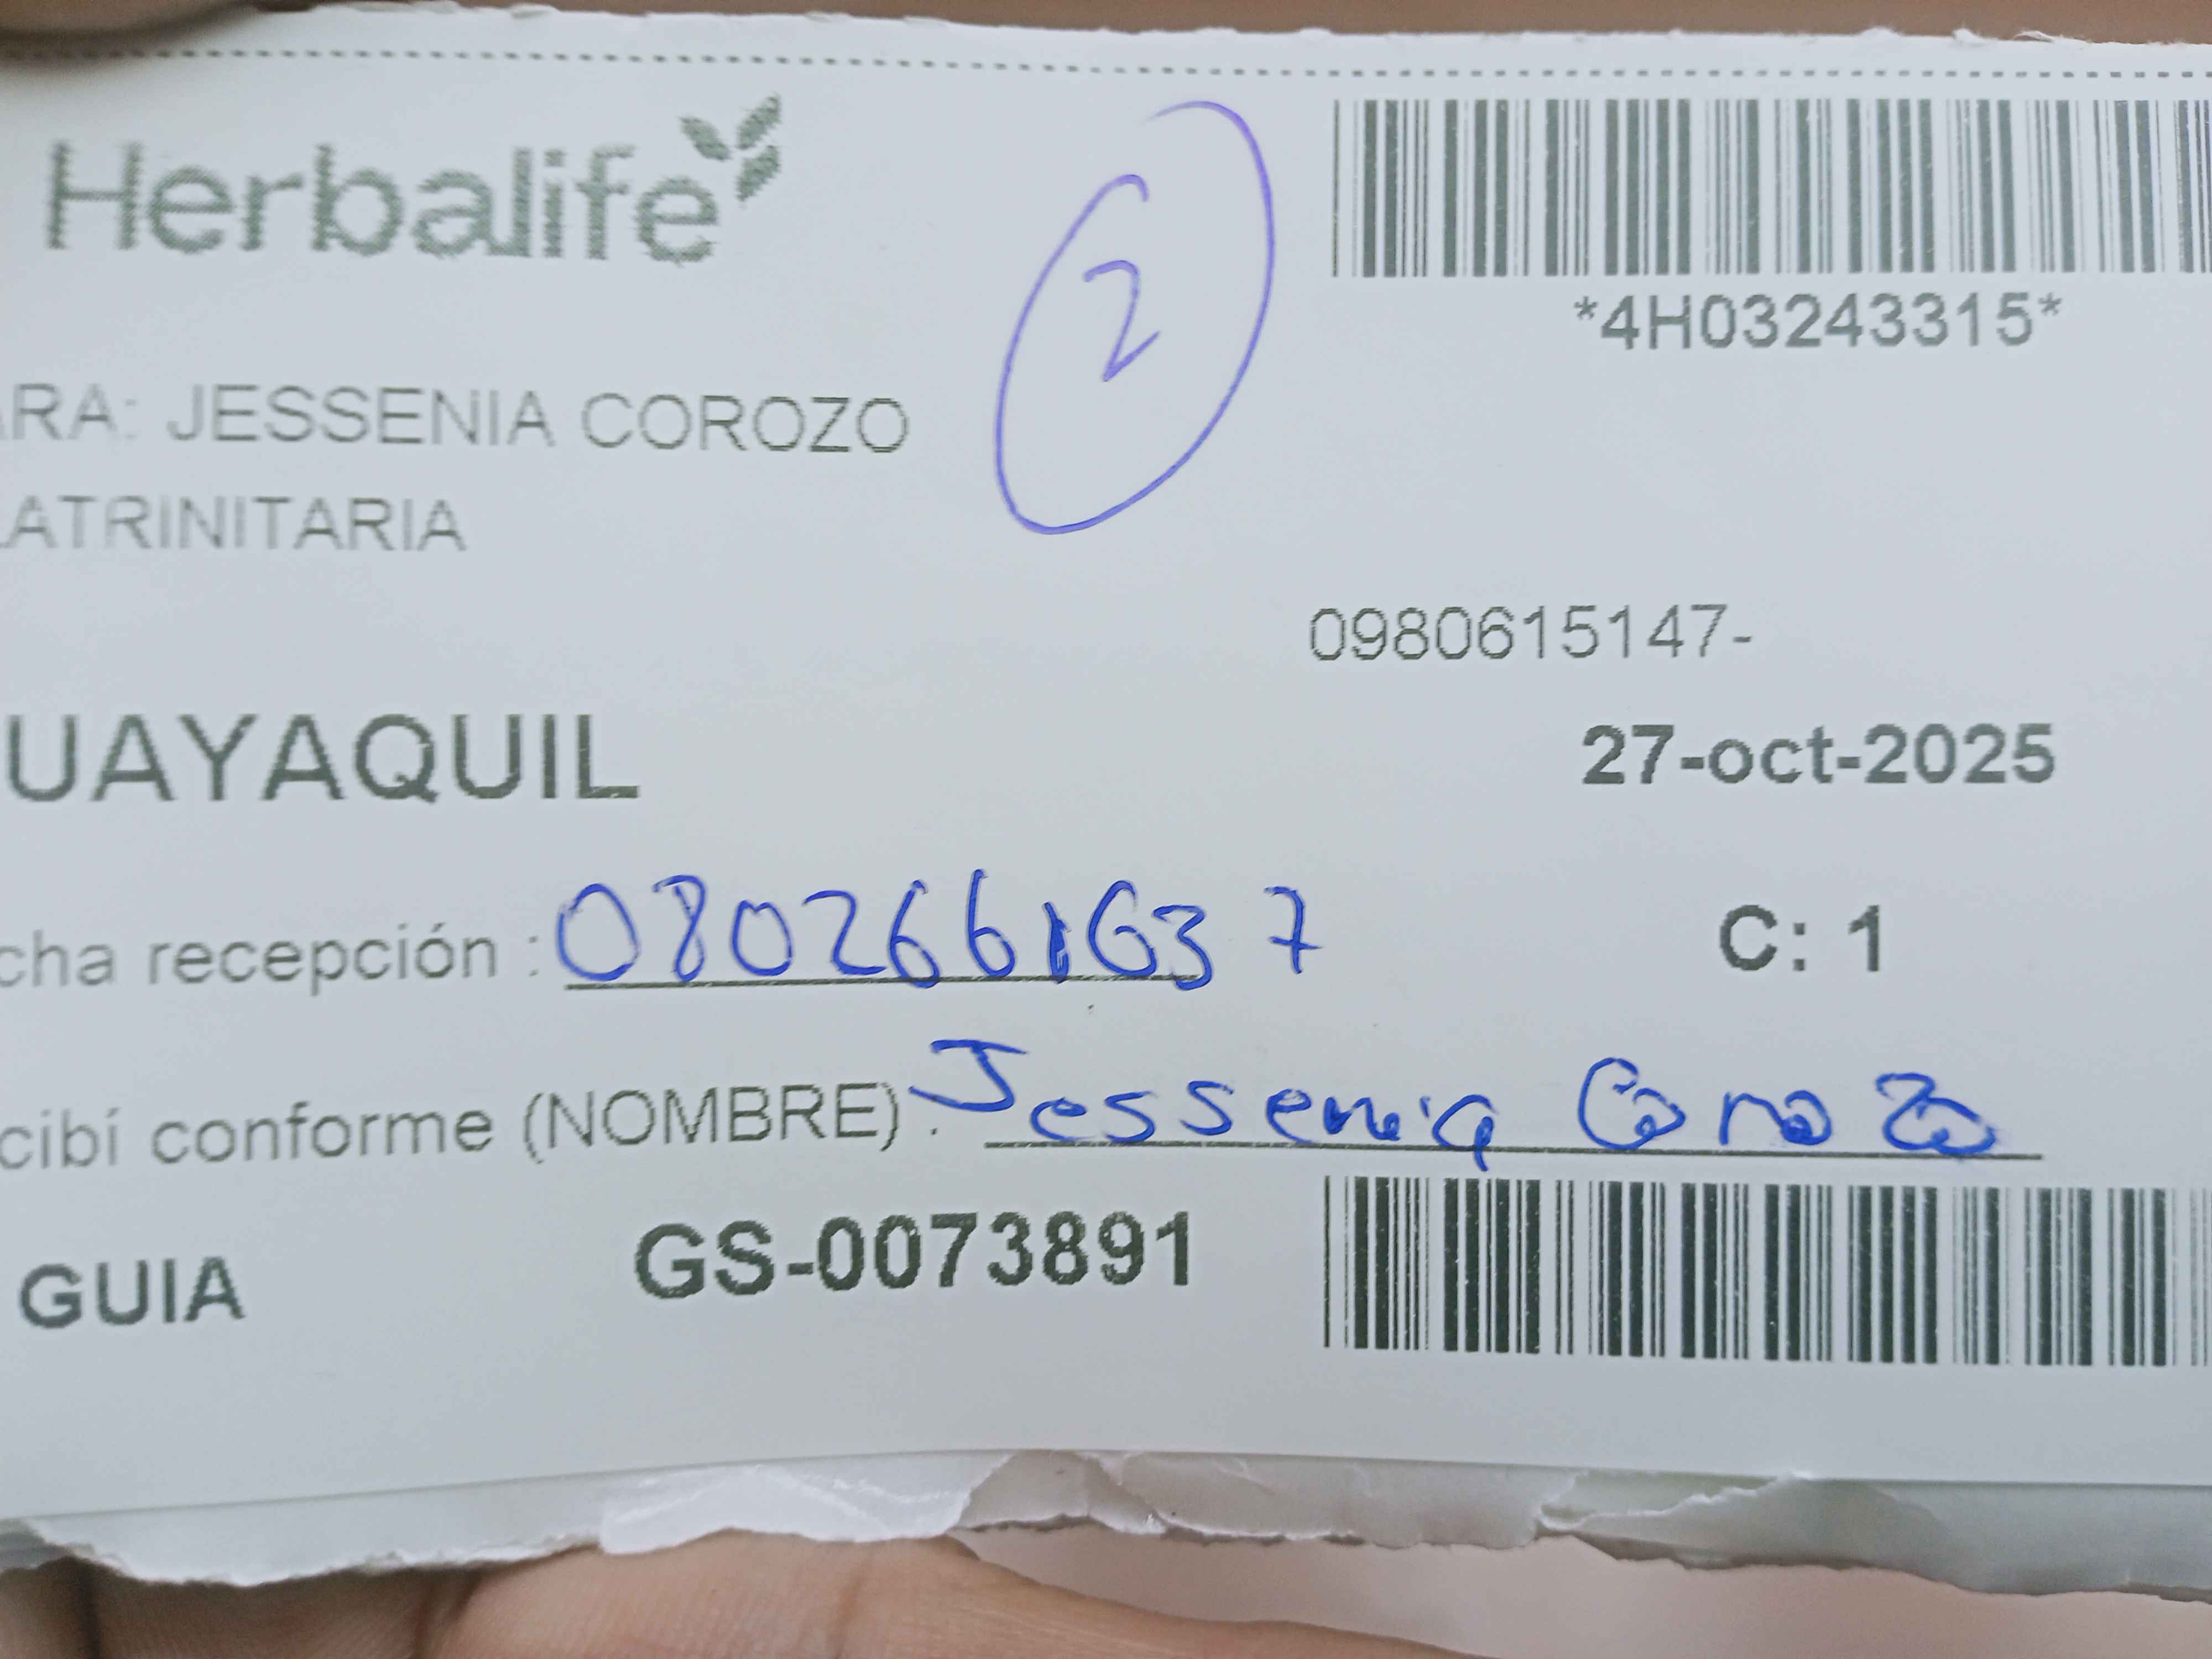 Herbalife
2
*4H03243315*
ARA: JESSENIA COROZO
LATRINITARIA
0980615147-
UAYAQUIL
27-oct-2025
cha recepción : 0802661637
C: 1
cibí conforme (NOMBRE): Jessenia Corozo
GUIA GS-0073891